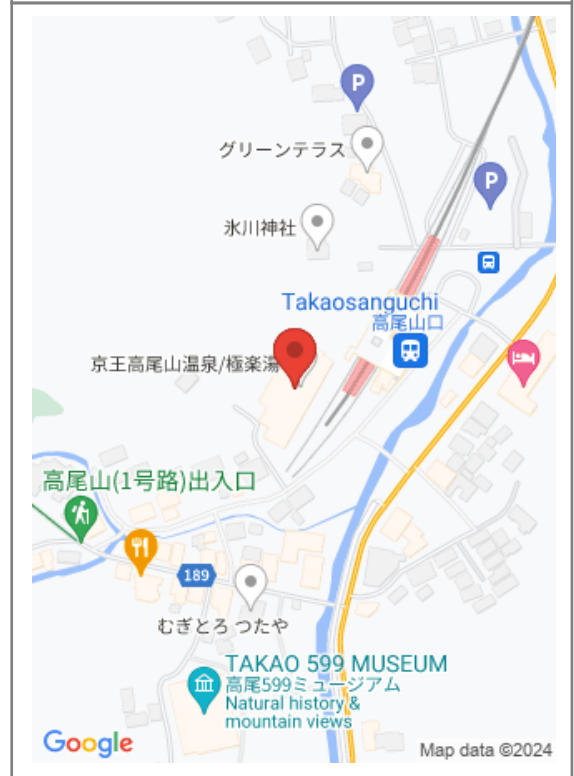 P
グリーンテラス
P
氷川神社
Takaosanguchi
高尾山口
京王高尾山温泉/極楽湯
高尾山(1号路)出入口
189
むぎとろ つたや
TAKAO 599 MUSEUM
高尾599ミュージアム
Natural history &
mountain views
Google
Map data ©2024